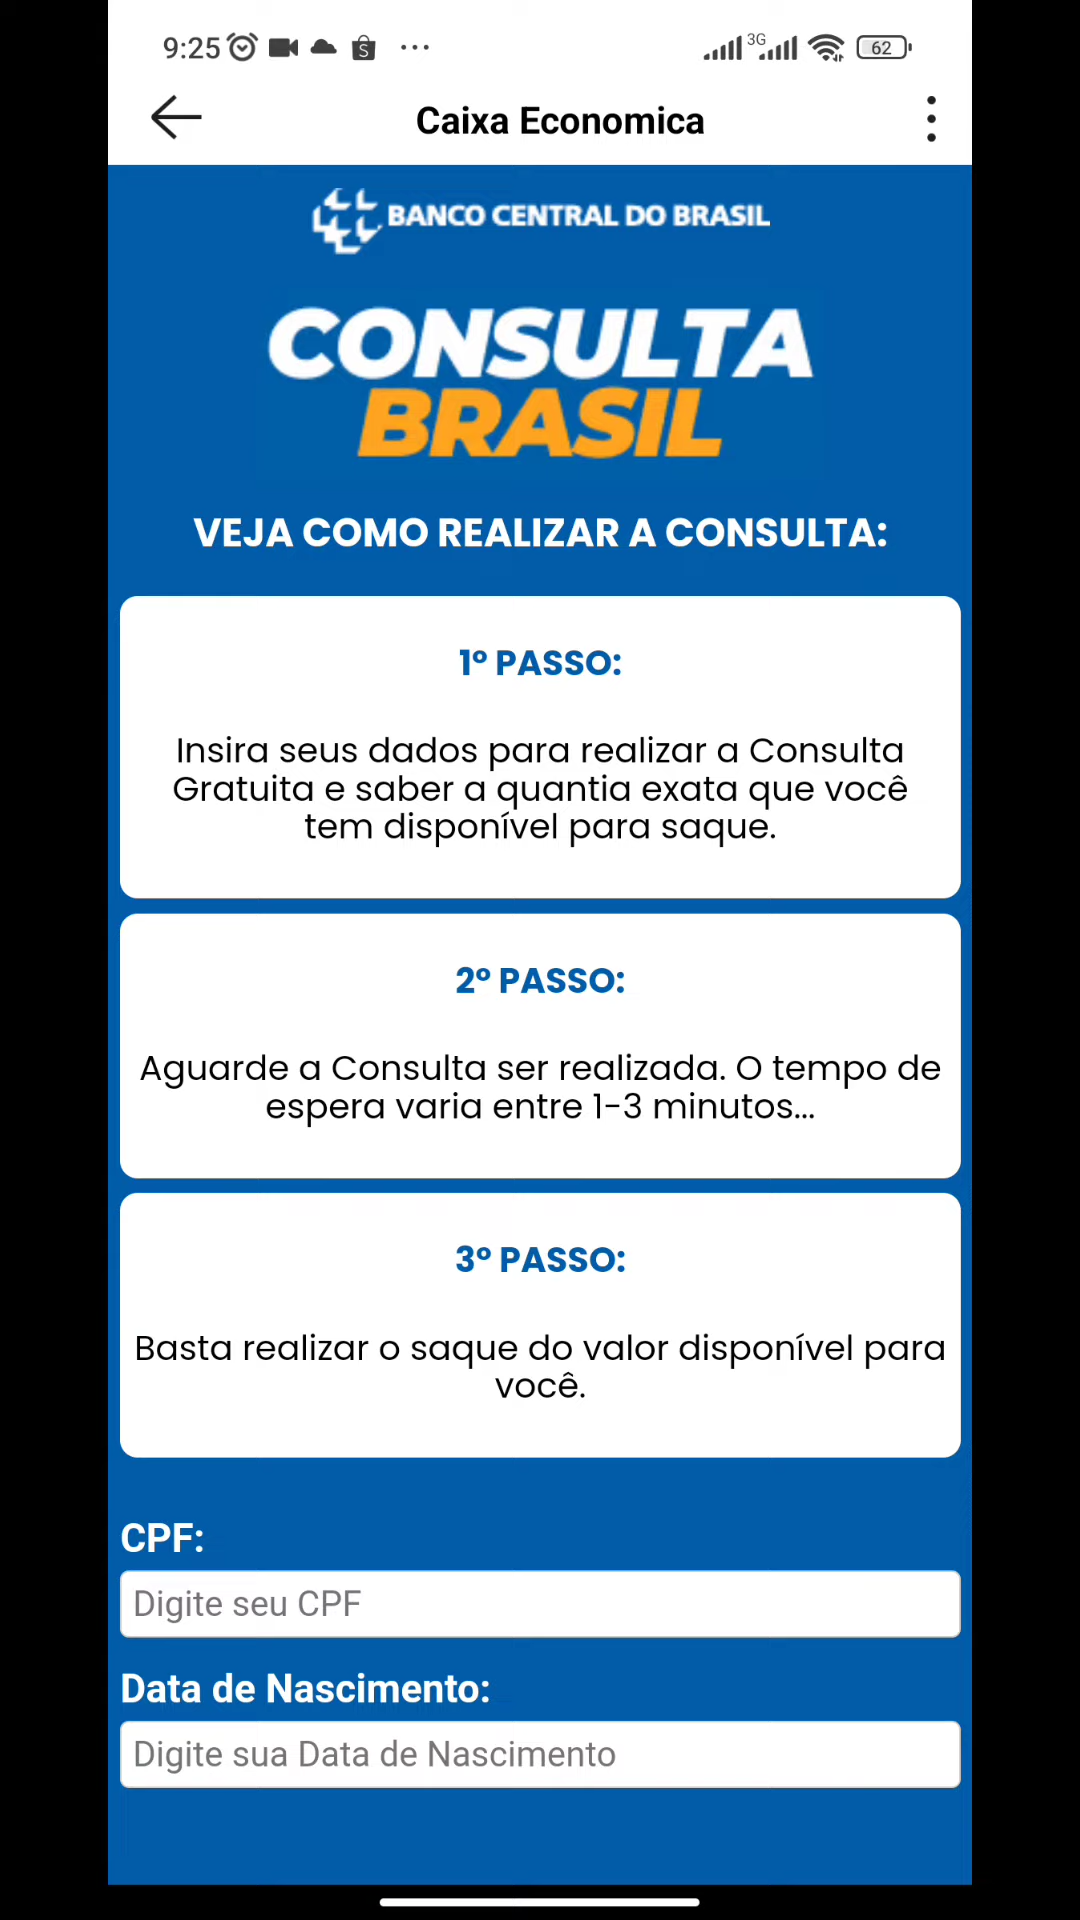 9:25
3G
62
Caixa Economica
BANCO CENTRAL DO BRASIL
CONSULTA
BRASIL
VEJA COMO REALIZAR A CONSULTA:
1º PASSO:
Insira seus dados para realizar a Consulta
Gratuita e saber a quantia exata que você
tem disponível para saque.
2º PASSO:
Aguarde a Consulta ser realizada. O tempo de
espera varia entre 1-3 minutos...
3º PASSO:
Basta realizar o saque do valor disponível para
você.
CPF:
Digite seu CPF
Data de Nascimento:
Digite sua Data de Nascimento